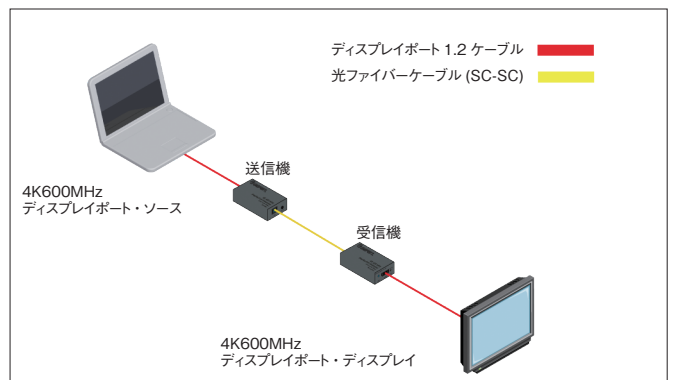 ディスプレイポート 1.2 ケーブル
光ファイバーケーブル (SC-SC)
送信機
4K600MHz
ディスプレイポート・ソース
受信機
4K600MHz
ディスプレイポート・ディスプレイ